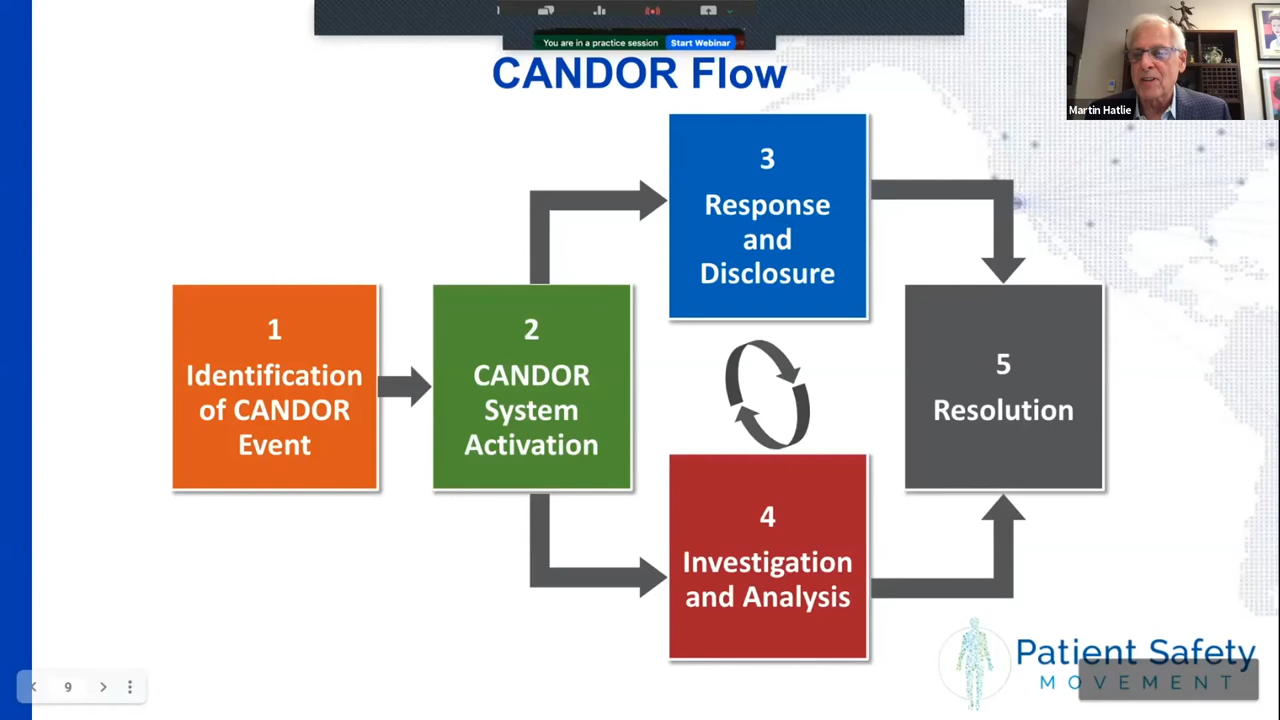 You are in a practice session Start Webinar
CANDOR Flow
Martin Hatlie
1
Identification
of CANDOR
Event
2
CANDOR
System
Activation
3
Response
and
Disclosure
4
Investigation
and Analysis
5
Resolution
9
Patient Safety
MOVEMENT